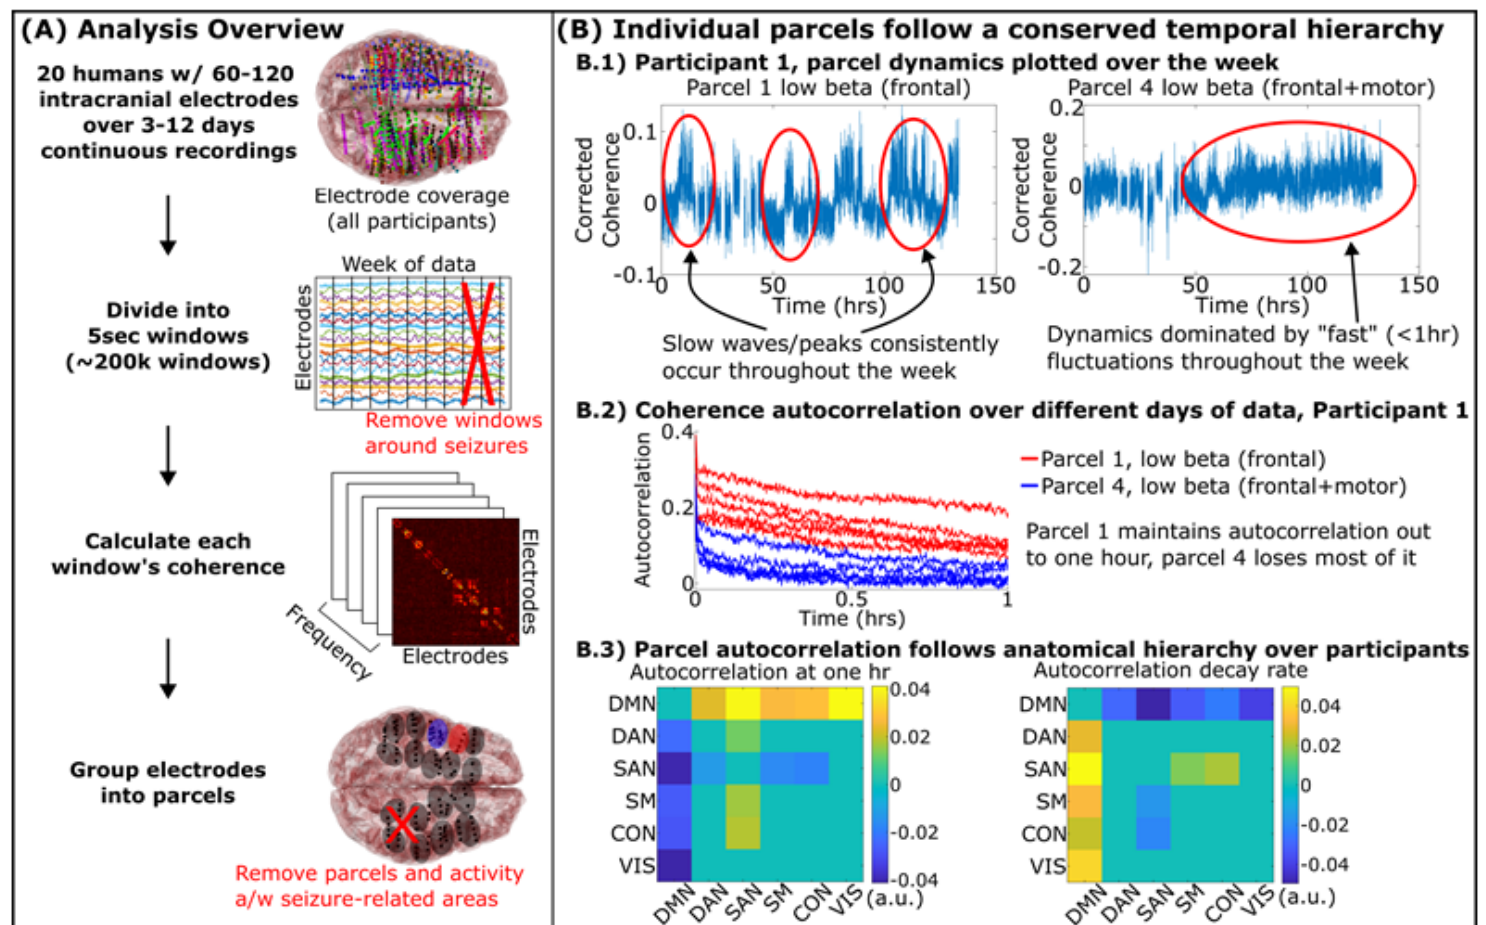 (A) Analysis Overview
20 humans w/ 60-120
intracranial electrodes
over 3-12 days
continuous recordings
Electrode coverage
(all participants)
Week of data
Electrodes
Divide into
5sec windows
(~200k windows)
Remove windows
around seizures
Calculate each
window's coherence
Frequency
Electrodes
Electrodes
Group electrodes
into parcels
Remove parcels and activity
a/w seizure-related areas
(B) Individual parcels follow a conserved temporal hierarchy
B.1) Participant 1, parcel dynamics plotted over the week
Parcel 1 low beta (frontal)
Corrected
Coherence
0.1
0
-0.1
0
50
100
150
Time (hrs)
Slow waves/peaks consistently
occur throughout the week
Parcel 4 low beta (frontal+motor)
Corrected
Coherence
0.2
0
-0.2
0
50
100
150
Time (hrs)
Dynamics dominated by "fast" (<1hr)
fluctuations throughout the week
B.2) Coherence autocorrelation over different days of data, Participant 1
Autocorrelation
0.4
0.2
0
0
0.5
1
Time (hrs)
Parcel 1, low beta (frontal)
Parcel 4, low beta (frontal+motor)
Parcel 1 maintains autocorrelation out
to one hour, parcel 4 loses most of it
B.3) Parcel autocorrelation follows anatomical hierarchy over participants
Autocorrelation at one hr
DMN
DAN
SAN
SM
CON
VIS
DMN
DAN
SAN
SM
CON
VIS
0.04
0.02
0
-0.02
-0.04
(a.u.)
Autocorrelation decay rate
DMN
DAN
SAN
SM
CON
VIS
DMN
DAN
SAN
SM
CON
VIS
0.04
0.02
0
-0.02
-0.04
(a.u.)